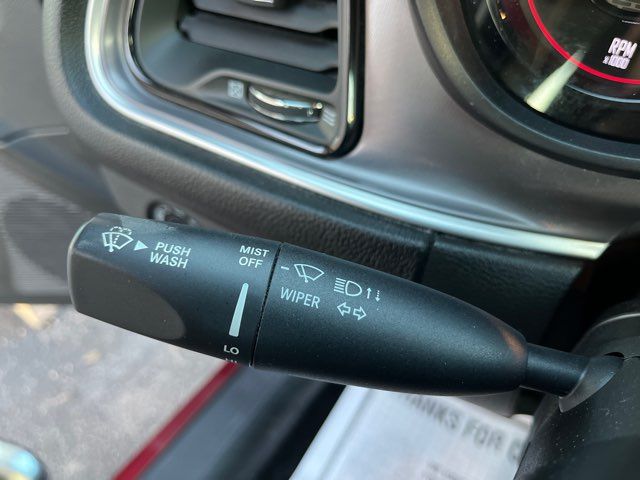 RPM
x1000
PUSH
WASH
MIST
OFF
LO
WIPER